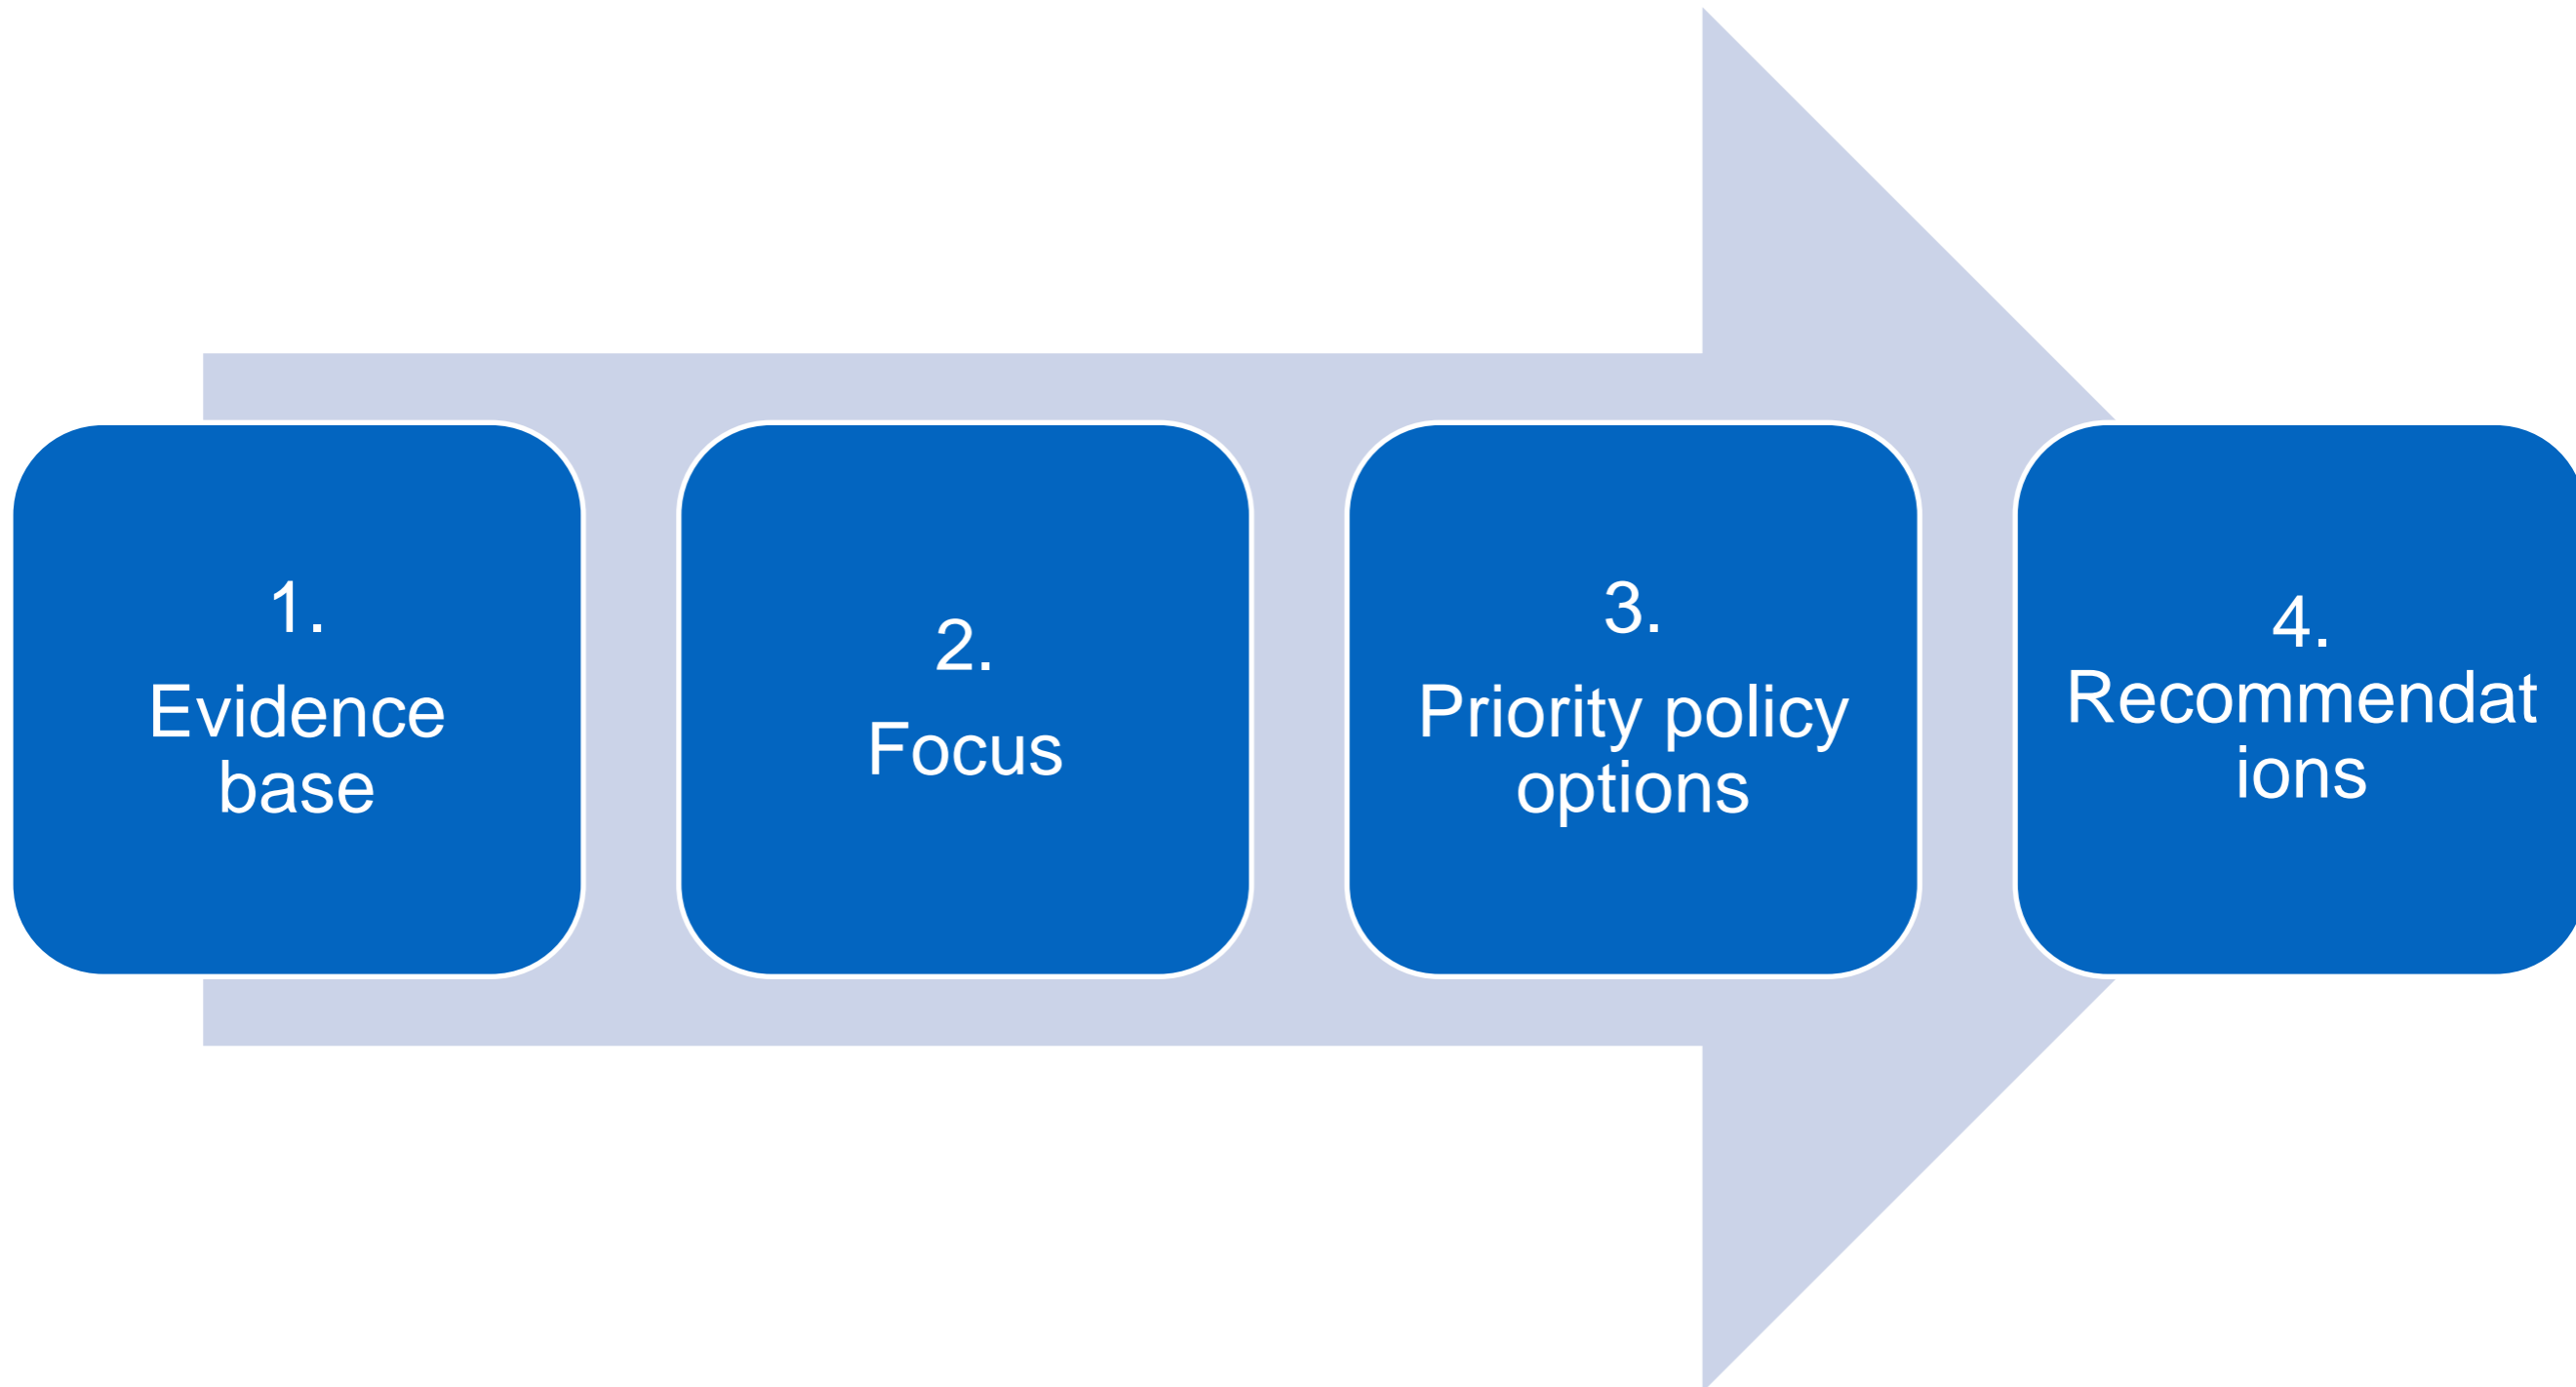 1.
Evidence
base
2.
Focus
3.
Priority policy
options
4.
Recommendat
ions